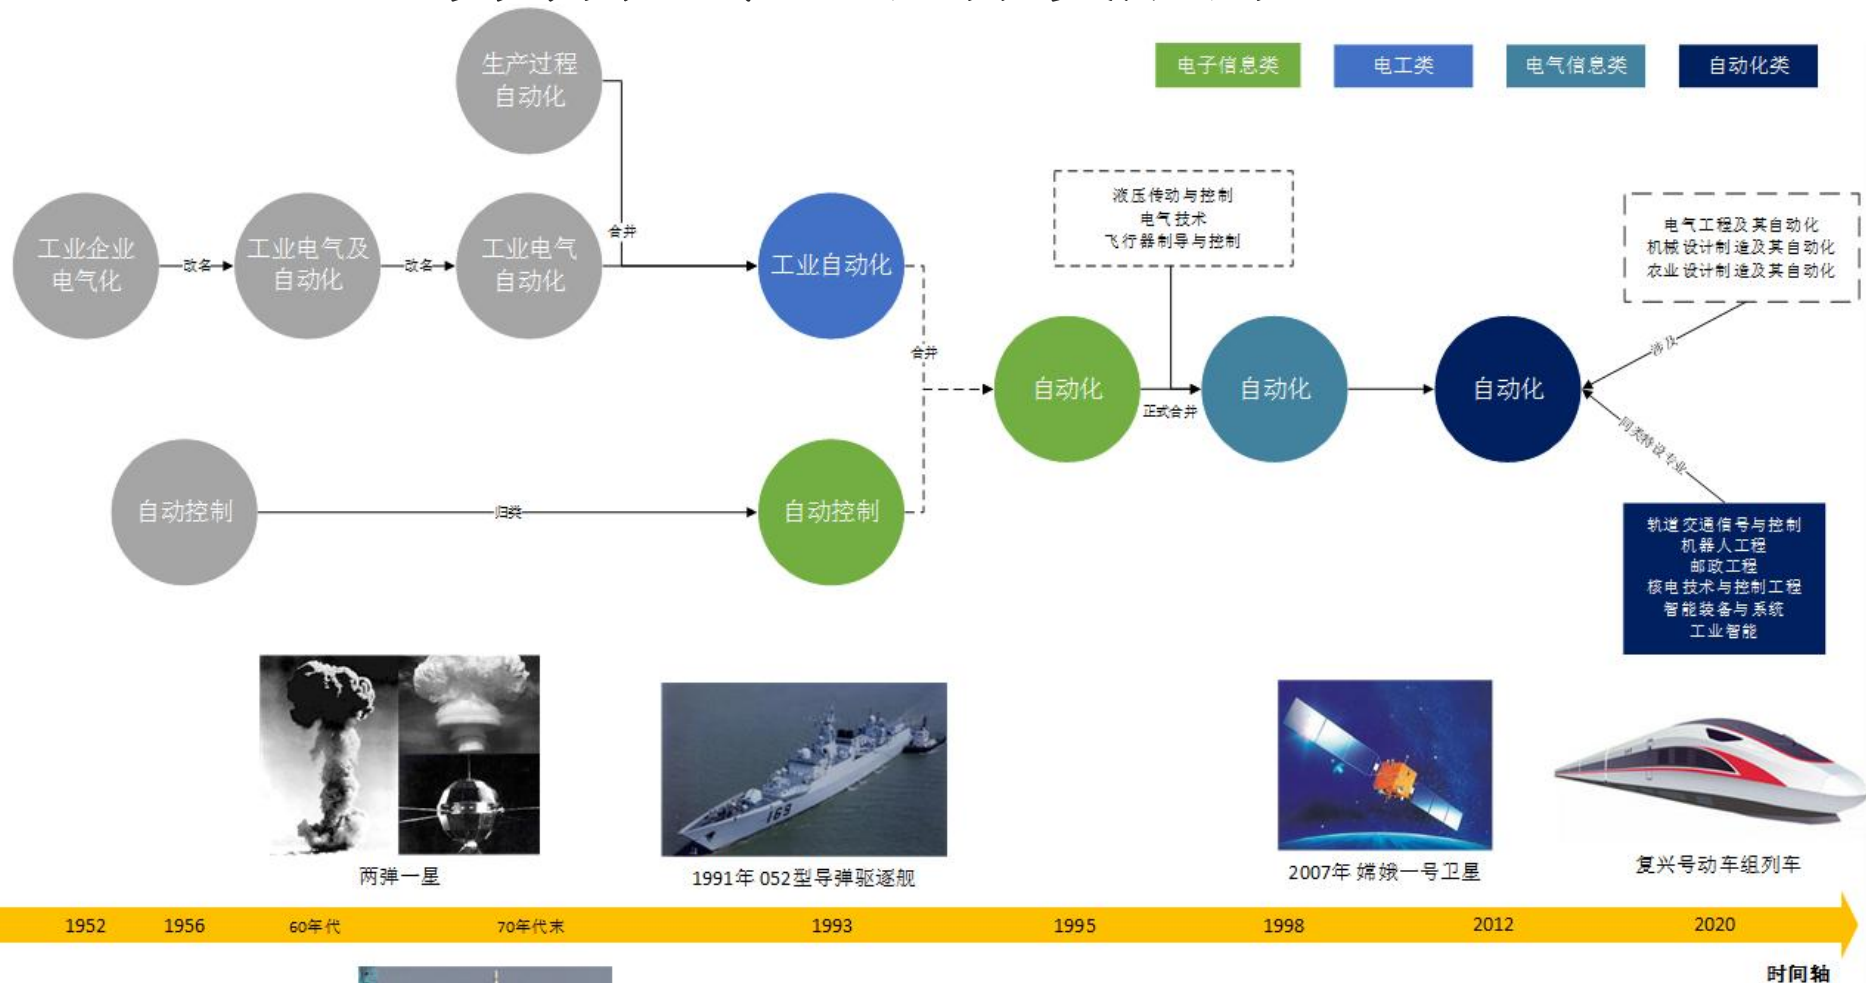 生产过程
自动化
电子信息类
电工类
电气信息类
自动化类
工业企业
电气化
改名
工业电气及
自动化
改名
工业电气
自动化
合并
工业自动化
合并
液压传动与控制
电气技术
飞行器制导与控制
电气工程及其自动化
机械设计制造及其自动化
农业设计制造及其自动化
涉及
自动化
正式合并
自动化
自动化
同类特设专业
自动控制
归类
自动控制
轨道交通信号与控制
机器人工程
邮政工程
核电技术与控制工程
智能装备与系统
工业智能
169
两弹一星
1991年 052型导弹驱逐舰
2007年 嫦娥一号卫星
复兴号动车组列车
1952
1956
60年代
70年代末
1993
1995
1998
2012
2020
时间轴